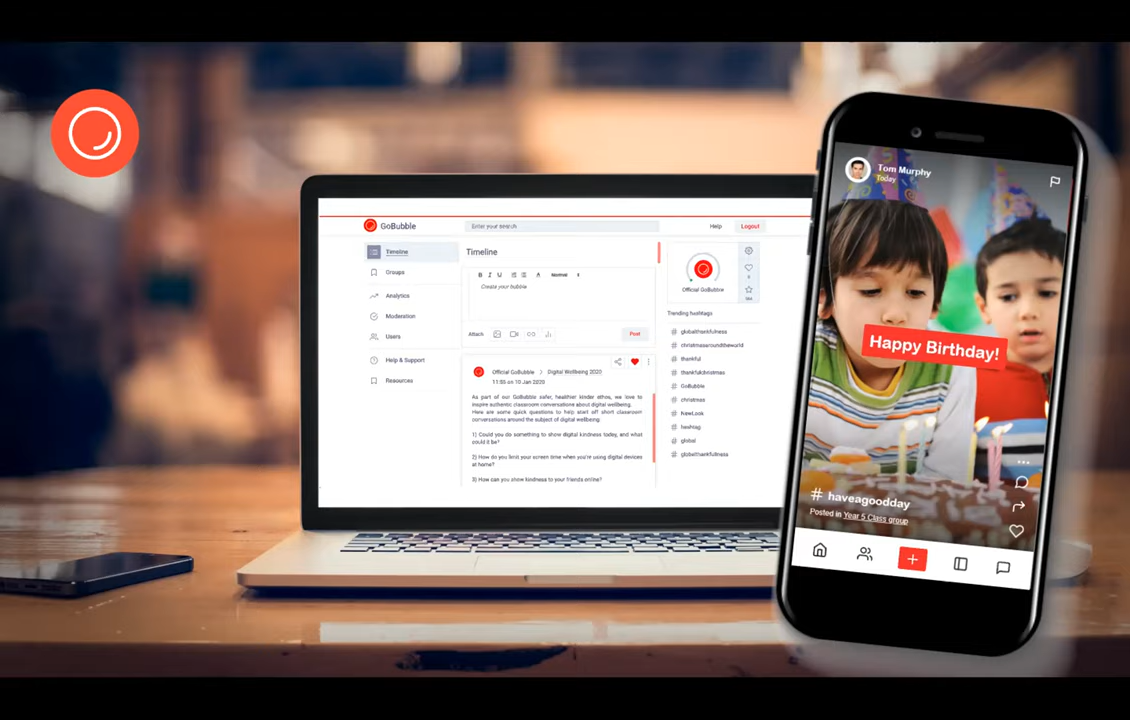 GoBubble
Enter your search
Help
Logout
Timeline
Groups
Analytics
Moderation
Users
Help & Support
Resources
Timeline
B I U A Normal
Create your bubble
Attach
Post
Official GoBubble > Digital Wellbeing 2020
11:55 on 10 Jan 2020
As part of our GoBubble safer, healthier kinder ethos, we love to
inspire authentic classroom conversations about digital wellbeing.
Here are some quick questions to help start off short classroom
conversations around the subject of digital wellbeing
1) Could you do something to show digital kindness today, and what
could it be?
2) How do you limit your screen time when you're using digital devices
at home?
3) How can you show kindness to your friends online?
Official GoBubble
Trending hashtags
# globalthankfulness
# christmasaroundtheworld
# thankful
# thankfulchristmas
# GoBubble
# christmas
# NewLook
# hashtag
# global
# globalthankfulness
Tom Murphy
Today
Happy Birthday!
# haveagoodday
Posted in Year 5 Class group